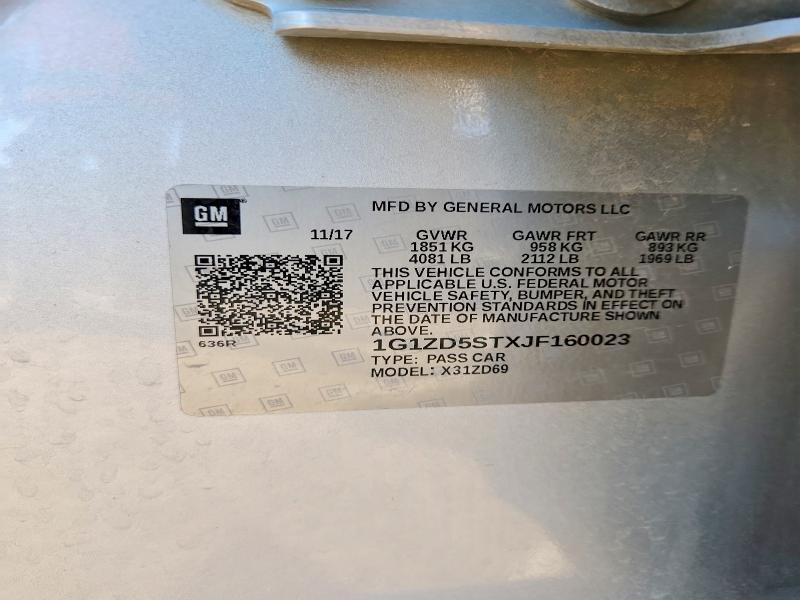 GM
MFD BY GENERAL MOTORS LLC
11/17 GVWR GAWR FRT GAWR RR
1851 KG 958 KG 893 KG
4081 LB 2112 LB 1969 LB
THIS VEHICLE CONFORMS TO ALL
APPLICABLE U.S. FEDERAL MOTOR
VEHICLE SAFETY, BUMPER, AND THEFT
PREVENTION STANDARDS IN EFFECT ON
THE DATE OF MANUFACTURE SHOWN
ABOVE.
636R
1G1ZD5STXJF160023
TYPE: PASS CAR
MODEL: X31ZD69